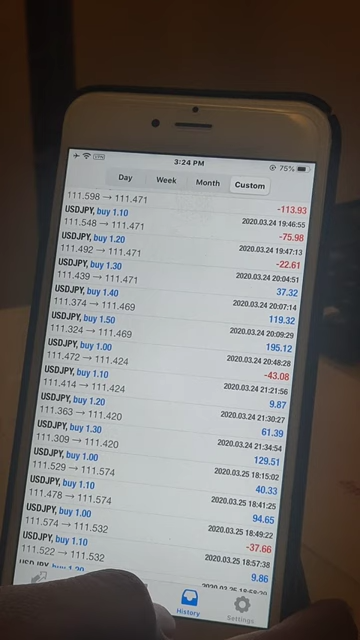 VPN 3:24 PM 75%
Day Week Month Custom
111.598 → 111.471 -113.93
USDJPY, buy 1.10 2020.03.24 19:46:55
111.548 → 111.471 -75.98
USDJPY, buy 1.20 2020.03.24 19:47:13
111.492 → 111.471 -22.61
USDJPY, buy 1.30 2020.03.24 20:04:51
111.439 → 111.471 37.32
USDJPY, buy 1.40 2020.03.24 20:07:14
111.374 → 111.469 119.32
USDJPY, buy 1.50 2020.03.24 20:09:29
111.324 → 111.469 195.12
USDJPY, buy 1.00 2020.03.24 20:48:28
111.472 → 111.424 -43.08
USDJPY, buy 1.10 2020.03.24 21:21:56
111.414 → 111.424 9.87
USDJPY, buy 1.20 2020.03.24 21:30:27
111.363 → 111.420 61.39
USDJPY, buy 1.30 2020.03.24 21:34:54
111.309 → 111.420 129.51
USDJPY, buy 1.00 2020.03.25 18:15:02
111.529 → 111.574 40.33
USDJPY, buy 1.10 2020.03.25 18:41:25
111.478 → 111.574 94.65
USDJPY, buy 1.00 2020.03.25 18:49:22
111.574 → 111.532 -37.66
USDJPY, buy 1.10 2020.03.25 18:57:38
111.522 → 111.532 9.86
USDJPY, buy 1.20
History Settings